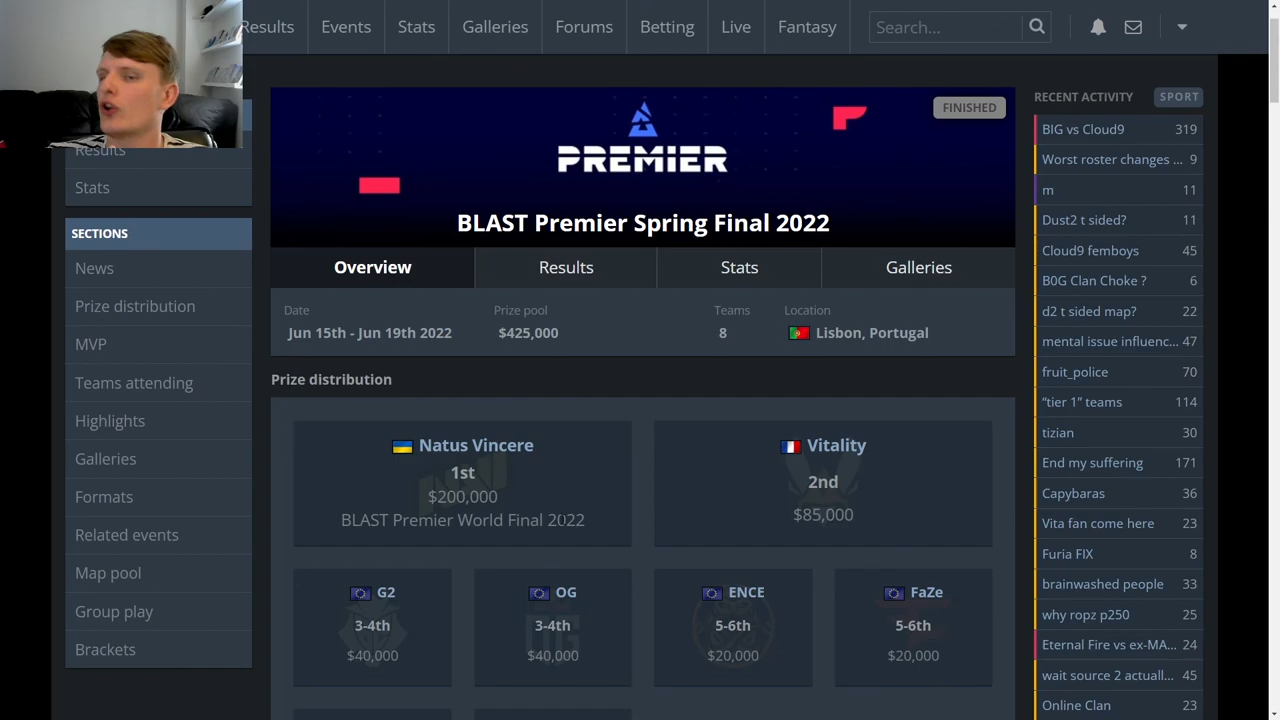 Results
Events
Stats
Galleries
Forums
Betting
Live
Fantasy
Search...
Results
Stats
SECTIONS
News
Prize distribution
MVP
Teams attending
Highlights
Galleries
Formats
Related events
Map pool
Group play
Brackets
FINISHED
PREMIER
BLAST Premier Spring Final 2022
Overview
Results
Stats
Galleries
Date
Prize pool
Teams
Location
Jun 15th - Jun 19th 2022
$425,000
8
Lisbon, Portugal
Prize distribution
Natus Vincere
1st
$200,000
BLAST Premier World Final 2022
Vitality
2nd
$85,000
G2
3-4th
$40,000
OG
3-4th
$40,000
ENCE
5-6th
$20,000
FaZe
5-6th
$20,000
RECENT ACTIVITY SPORT
BIG vs Cloud9 319
Worst roster changes ... 9
m 11
Dust2 t sided? 11
Cloud9 femboys 45
B0G Clan Choke ? 6
d2 t sided map? 22
mental issue influenc... 47
fruit_police 70
“tier 1” teams 114
tizian 30
End my suffering 171
Capybaras 36
Vita fan come here 23
Furia FIX 8
brainwashed people 33
why ropz p250 25
Eternal Fire vs ex-MA... 24
wait source 2 actuall... 45
Online Clan 23